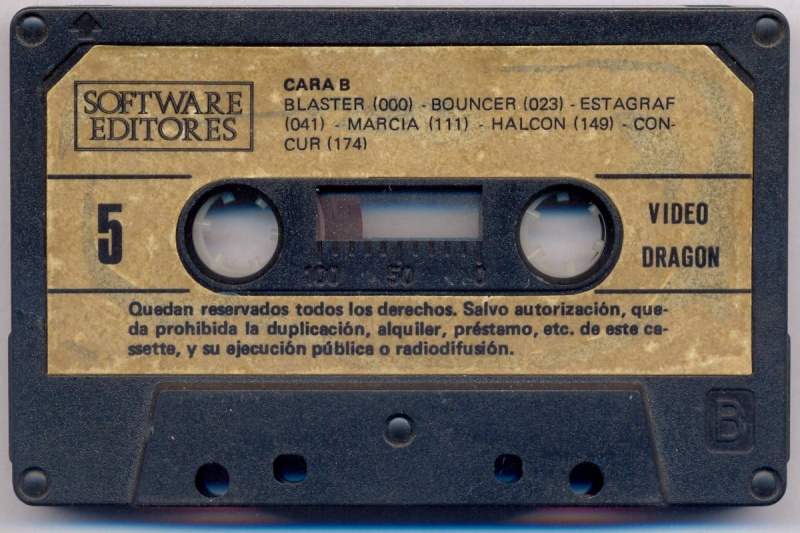 SOFTWARE
EDITORES
CARA B
BLASTER (000) - BOUNCER (023) - ESTAGRAF
(041) - MARCIA (111) - HALCON (149) - CON-
CUR (174)
5
VIDEO
DRAGON
100 50 0
Quedan reservados todos los derechos. Salvo autorización, que-
da prohibida la duplicación, alquiler, préstamo, etc. de este ca-
ssette, y su ejecución pública o radiodifusión.
B